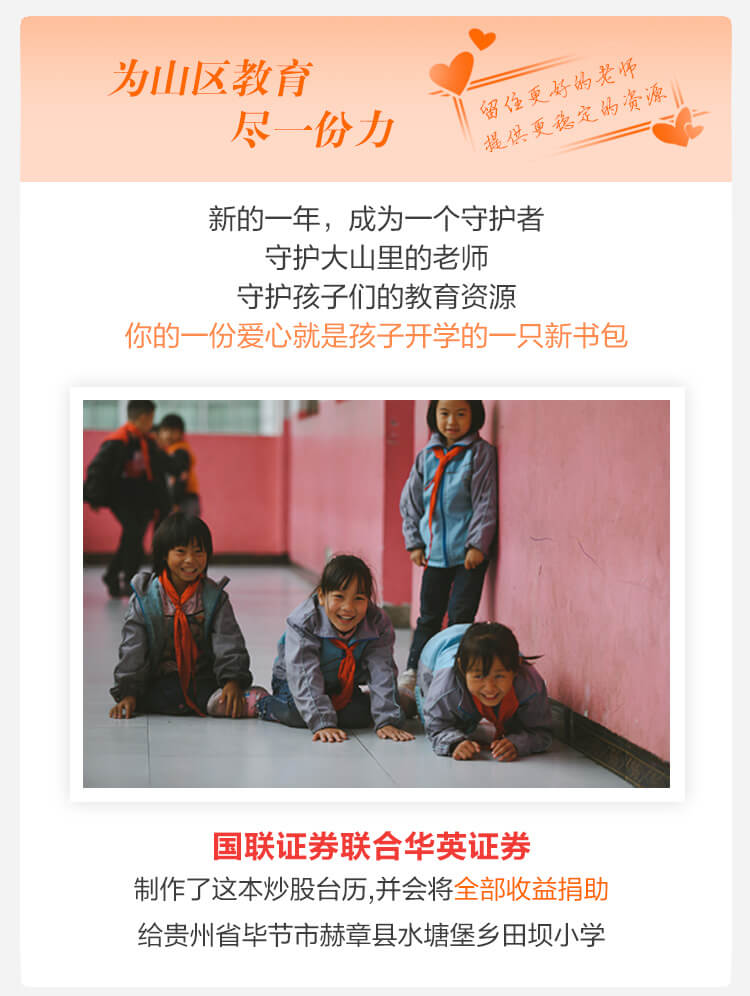 为山区教育
尽一份力
留住更好的老师
提供更稳定的资源
新的一年，成为一个守护者
守护大山里的老师
守护孩子们的教育资源
你的一份爱心就是孩子开学的一只新书包
国联证券联合华英证券
制作了这本炒股台历,并会将全部收益捐助
给贵州省毕节市赫章县水塘堡乡田坝小学